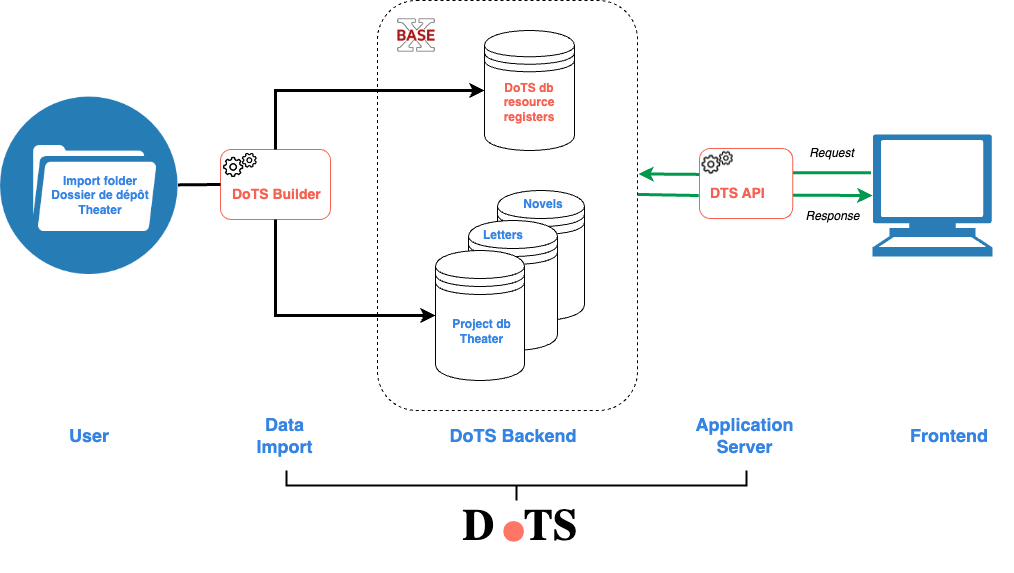 X
BASE
DoTS db
resource
registers
Import folder
Dossier de dépôt
Theater
DoTS Builder
Novels
Letters
Project db
Theater
DTS API
Request
Response
User
Data
Import
DoTS Backend
Application
Server
Frontend
D.TS